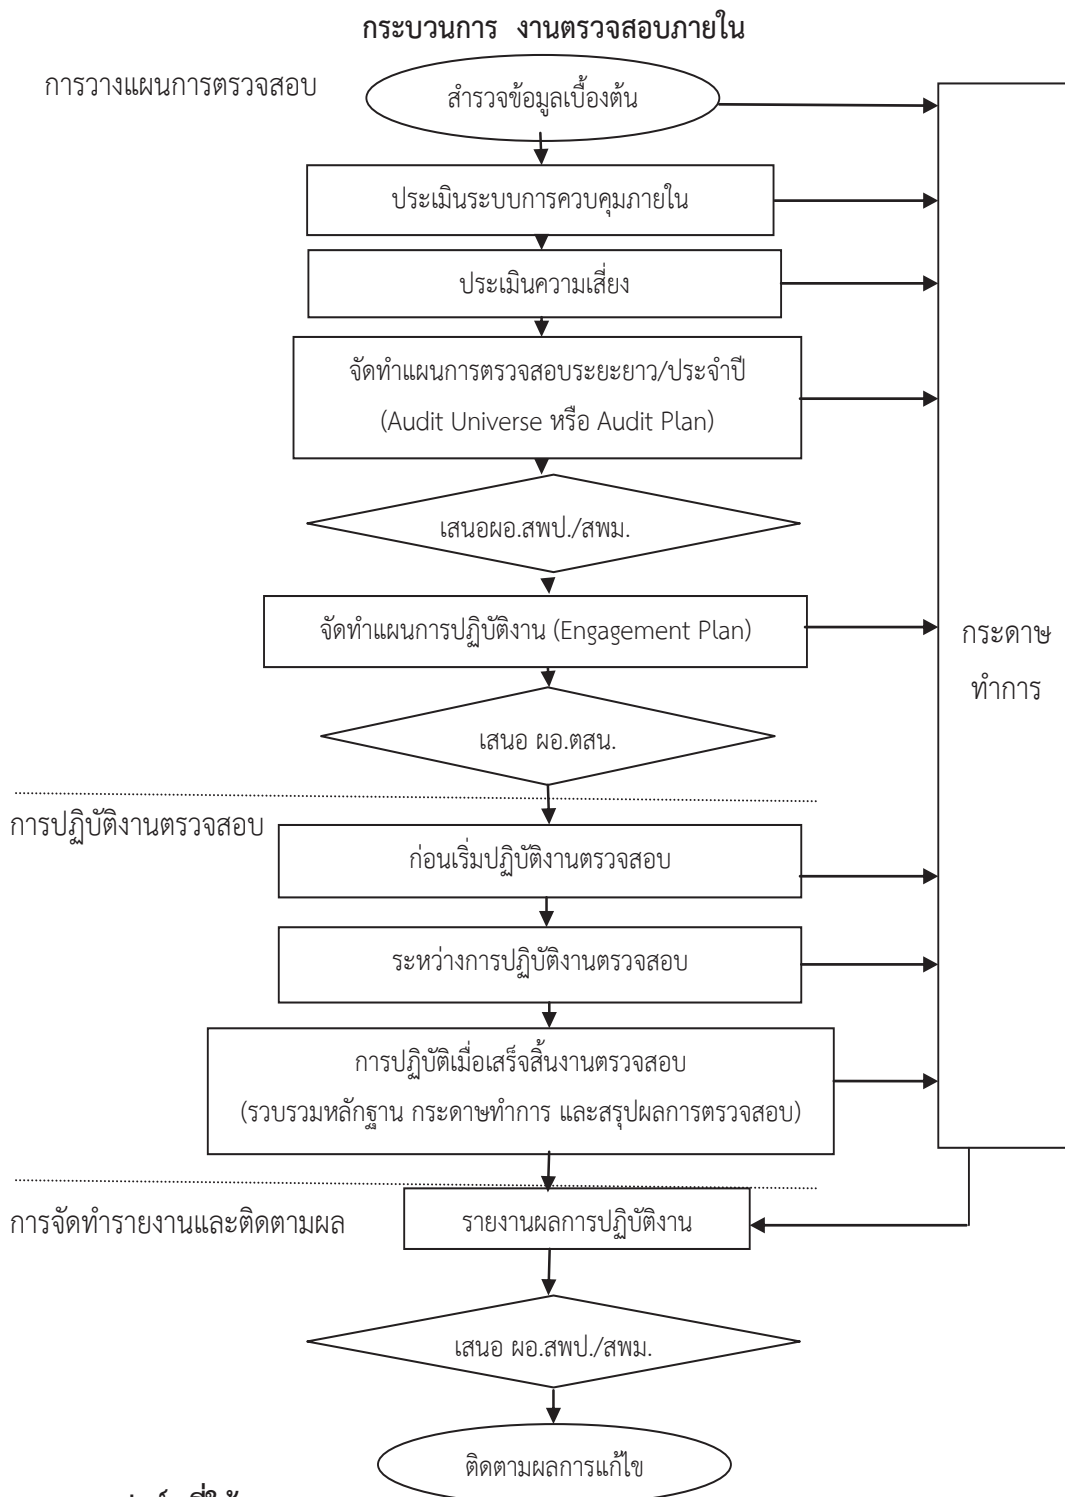 กระบวนการ งานตรวจสอบภายใน
การวางแผนการตรวจสอบ
สำรวจข้อมูลเบื้องต้น
ประเมินระบบการควบคุมภายใน
ประเมินความเสี่ยง
จัดทำแผนการตรวจสอบระยะยาว/ประจำปี
(Audit Universe หรือ Audit Plan)
เสนอผอ.สพป./สพม.
จัดทำแผนการปฏิบัติงาน (Engagement Plan)
กระดาษ
ทำการ
เสนอ ผอ.ตสน.
การปฏิบัติงานตรวจสอบ
ก่อนเริ่มปฏิบัติงานตรวจสอบ
ระหว่างการปฏิบัติงานตรวจสอบ
การปฏิบัติเมื่อเสร็จสิ้นงานตรวจสอบ
(รวบรวมหลักฐาน กระดาษทำการ และสรุปผลการตรวจสอบ)
การจัดทำรายงานและติดตามผล
รายงานผลการปฏิบัติงาน
เสนอ ผอ.สพป./สพม.
ติดตามผลการแก้ไข